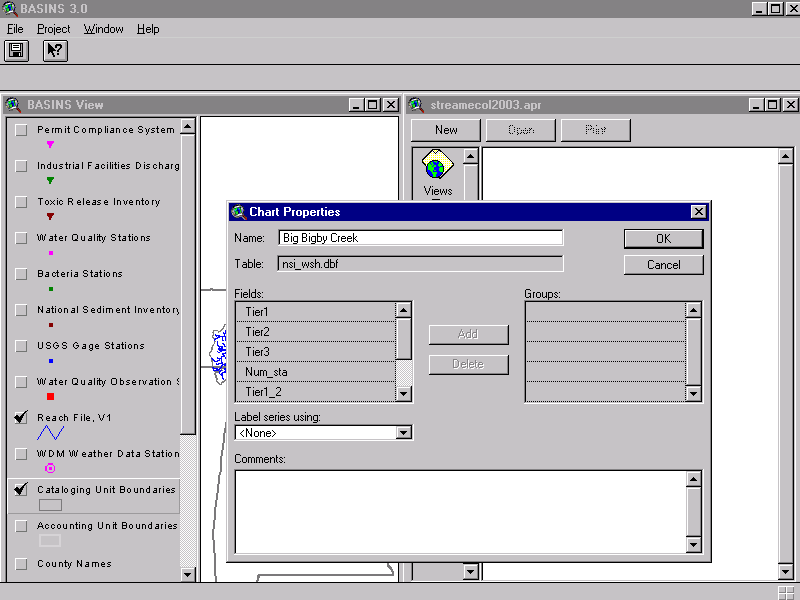 BASINS 3.0
File Project Window Help
BASINS View
Permit Compliance System
Industrial Facilities Discharg
Toxic Release Inventory
Water Quality Stations
Bacteria Stations
National Sediment Inventory
USGS Gage Stations
Water Quality Observation S
Reach File, V1
WDM Weather Data Station
Cataloging Unit Boundaries
Accounting Unit Boundaries
County Names
streamecol2003.apr
New Open Print
Views
Chart Properties
Name: Big Bigby Creek
OK
Table: nsi_wsh.dbf
Cancel
Fields:
Tier1
Tier2
Tier3
Num_sta
Tier1_2
Add
Delete
Groups:
Label series using:
<None>
Comments: